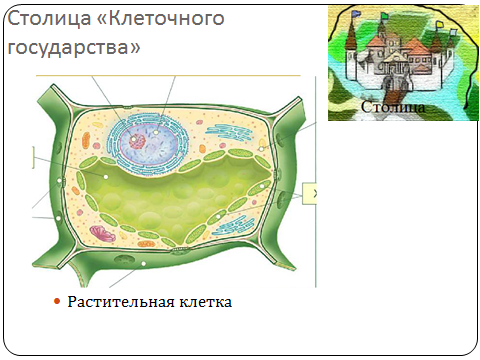 Столица «Клеточного
государства»
Столица
Растительная клетка